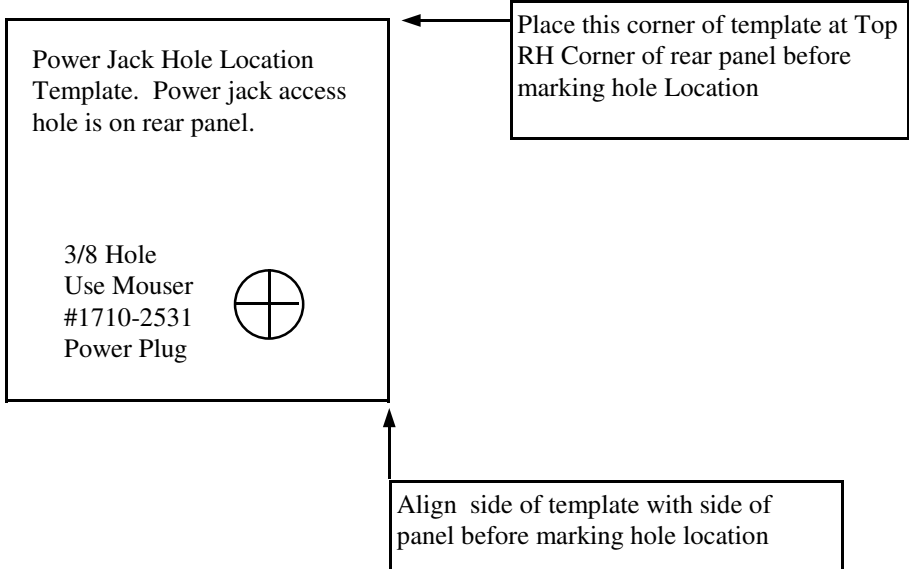 Power Jack Hole Location
Template. Power jack access
hole is on rear panel.
3/8 Hole
Use Mouser
#1710-2531
Power Plug
Place this corner of template at Top
RH Corner of rear panel before
marking hole Location
Align side of template with side of
panel before marking hole location